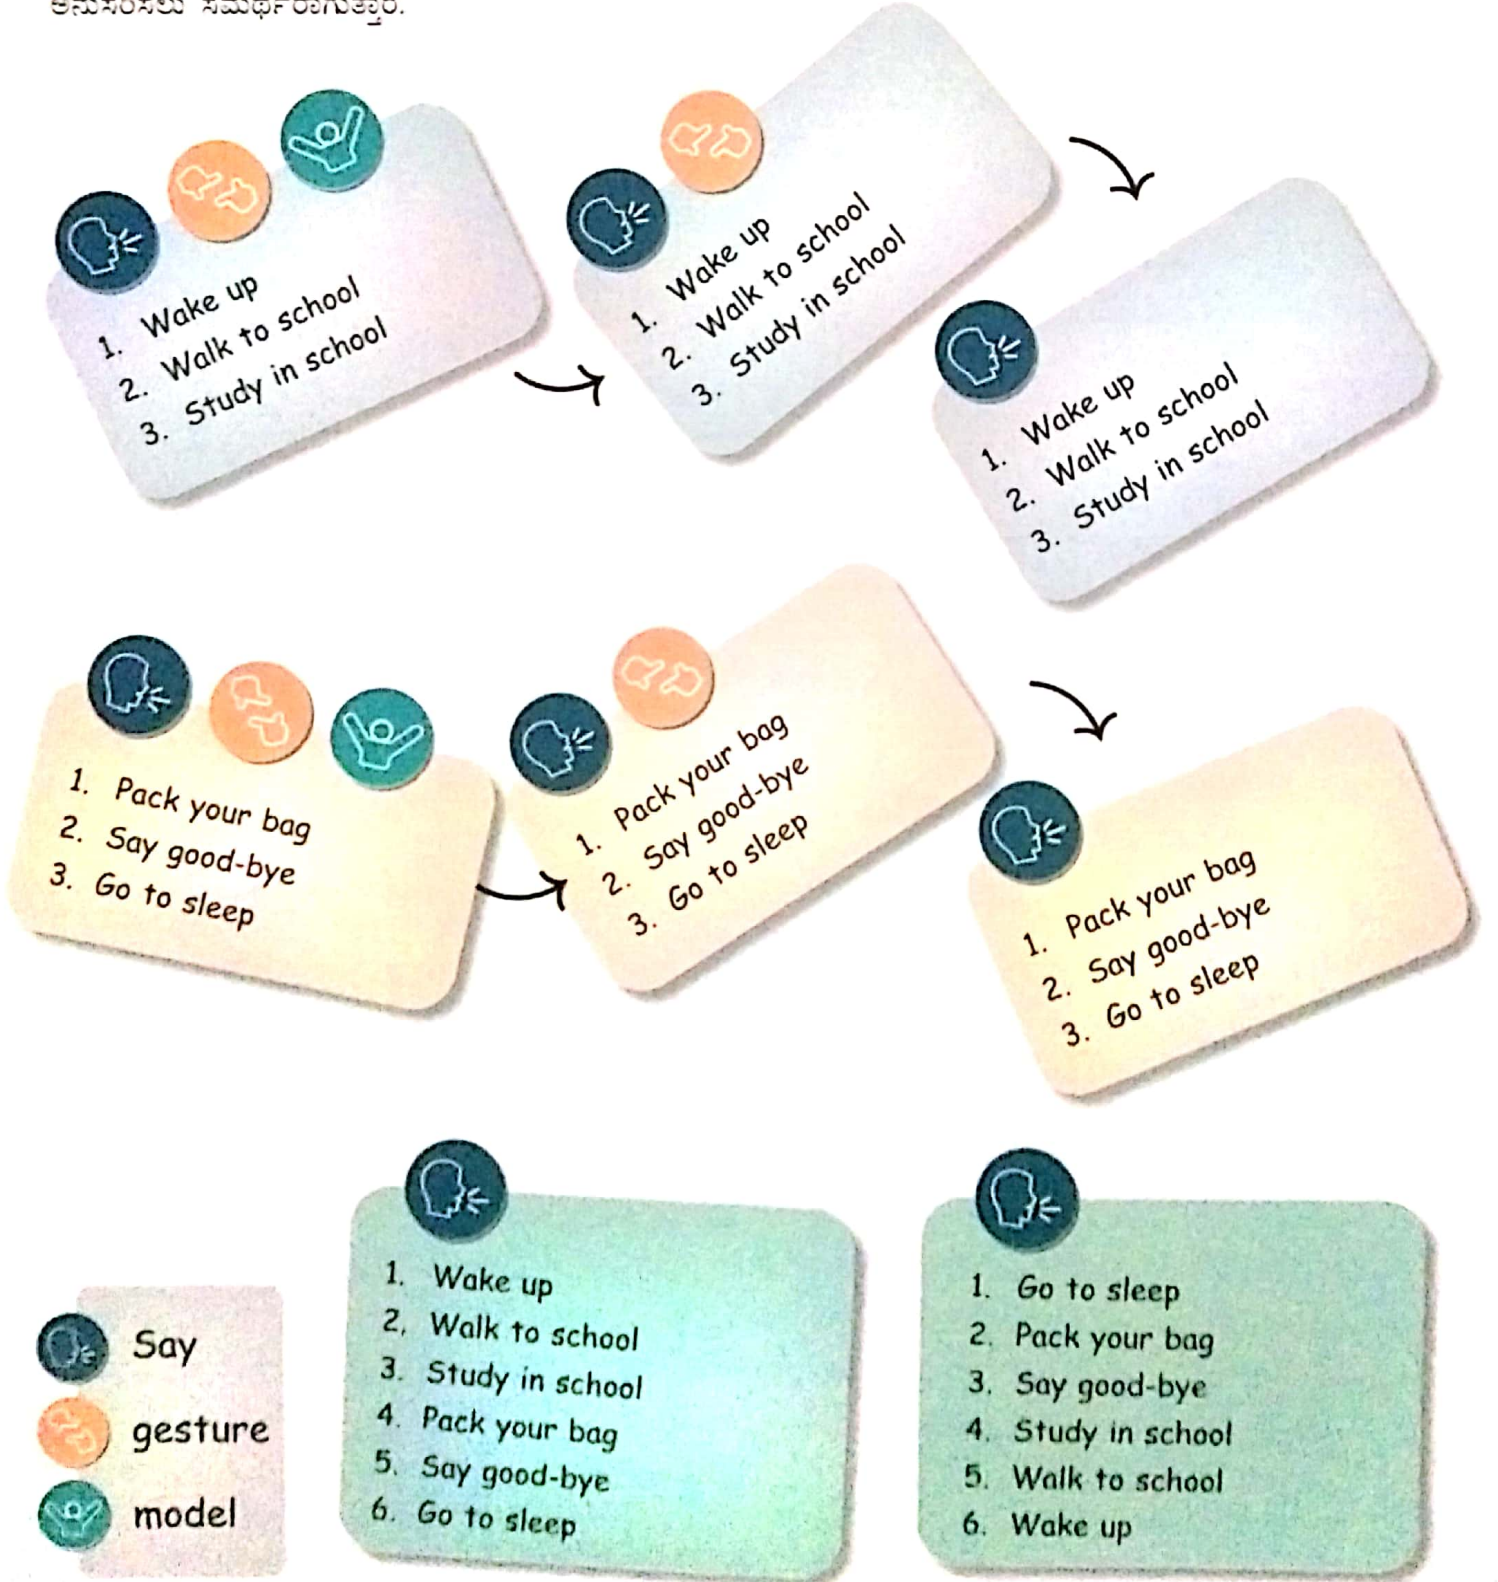 ಅನುಸರಿಸಲು ಸಮರ್ಥರಾಗುತ್ತಾರೆ.
1. Wake up
2. Walk to school
3. Study in school
1. Wake up
2. Walk to school
3. Study in school
1. Wake up
2. Walk to school
3. Study in school
1. Pack your bag
2. Say good-bye
3. Go to sleep
1. Pack your bag
2. Say good-bye
3. Go to sleep
1. Pack your bag
2. Say good-bye
3. Go to sleep
Say
gesture
model
1. Wake up
2. Walk to school
3. Study in school
4. Pack your bag
5. Say good-bye
6. Go to sleep
1. Go to sleep
2. Pack your bag
3. Say good-bye
4. Study in school
5. Walk to school
6. Wake up